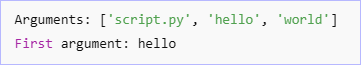 Arguments: ['script.py', 'hello', 'world']
First argument: hello